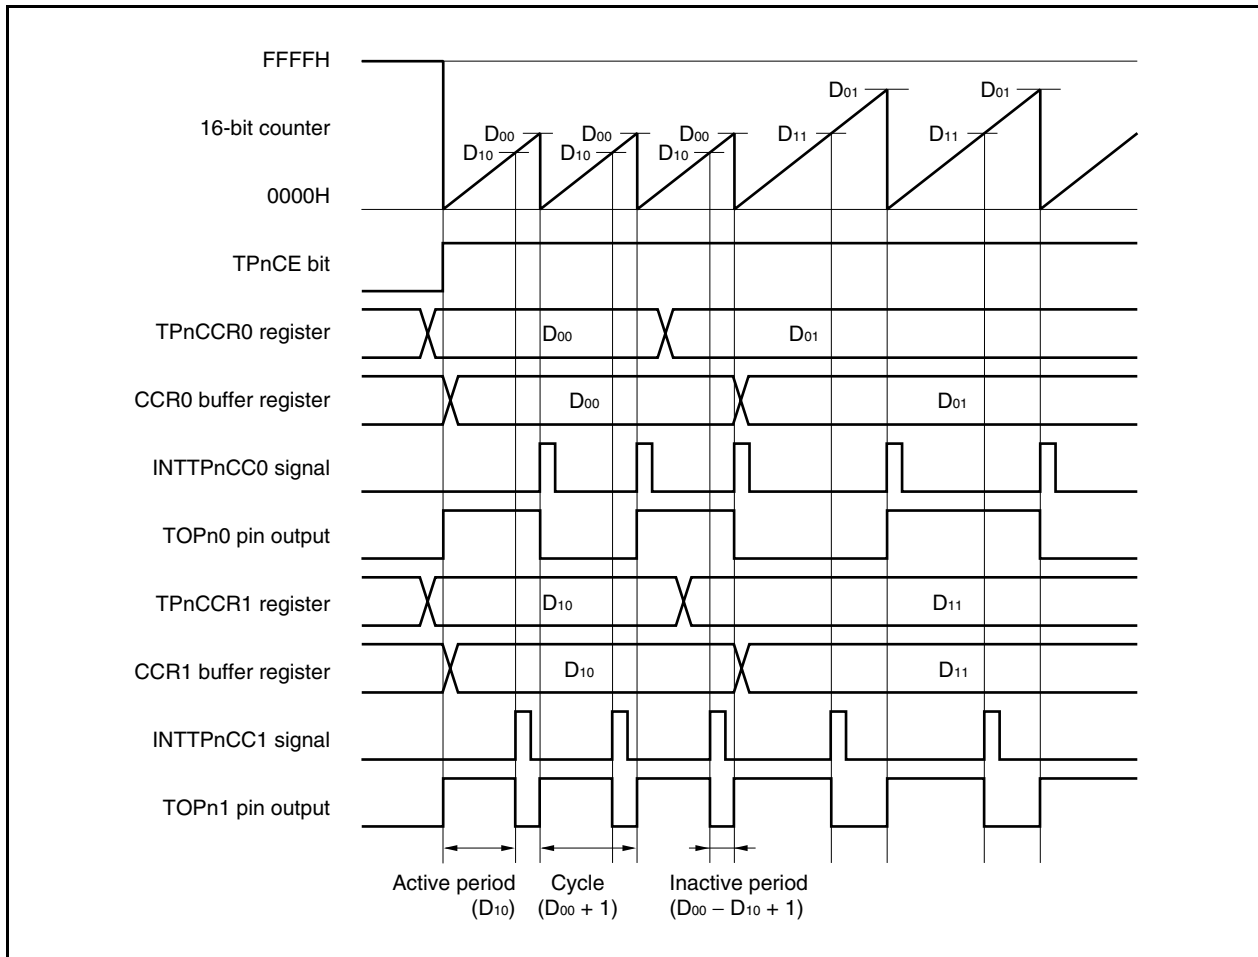 FFFFH
D01 D01
16-bit counter
D00 D00 D00 D11 D11
D10 D10 D10
0000H
TPnCE bit
TPnCCR0 register D00 D01
CCR0 buffer register D00 D01
INTTPnCC0 signal
TOPn0 pin output
TPnCCR1 register D10 D11
CCR1 buffer register D10 D11
INTTPnCC1 signal
TOPn1 pin output
Active period Cycle Inactive period
(D10) (D00 + 1) (D00 − D10 + 1)